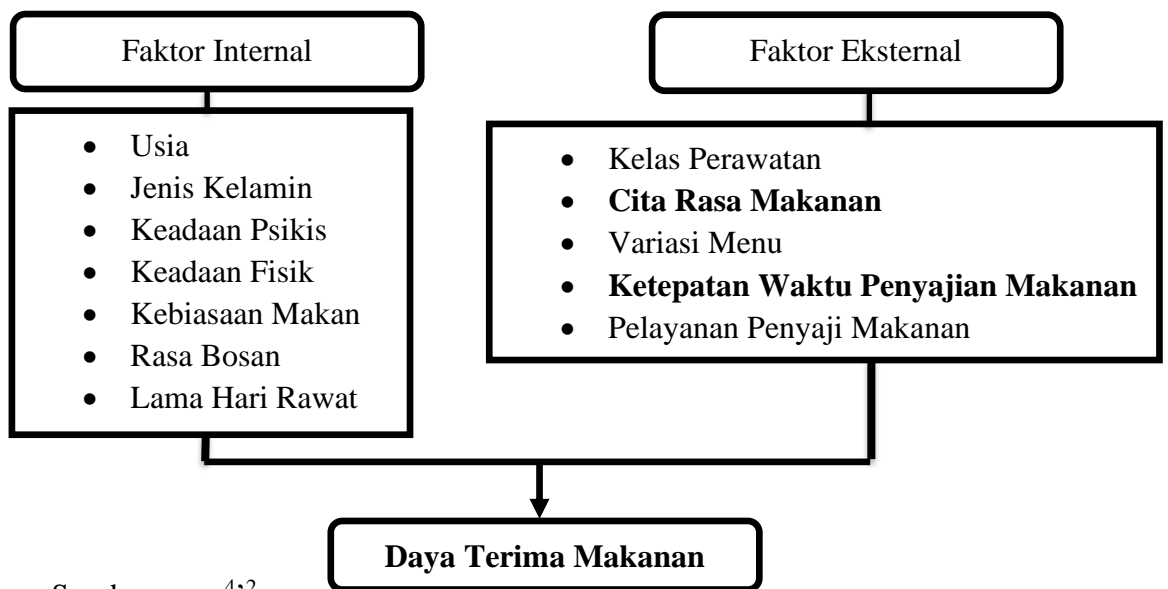 Faktor Internal
Faktor Eksternal
• Usia
• Jenis Kelamin
• Keadaan Psikis
• Keadaan Fisik
• Kebiasaan Makan
• Rasa Bosan
• Lama Hari Rawat
• Kelas Perawatan
• Cita Rasa Makanan
• Variasi Menu
• Ketepatan Waktu Penyajian Makanan
• Pelayanan Penyaji Makanan
Daya Terima Makanan